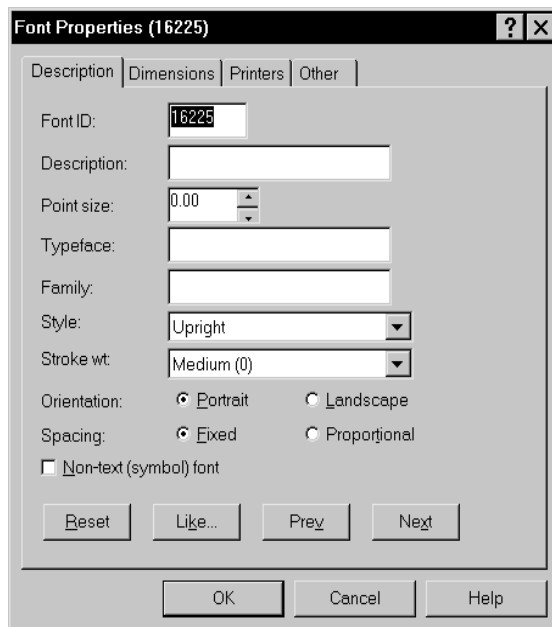 Font Properties (16225)
Description Dimensions Printers Other
Font ID: 16225
Description:
Point size: 0.00
Typeface:
Family:
Style: Upright
Stroke wt: Medium (0)
Orientation: Portrait Landscape
Spacing: Fixed Proportional
Non-text (symbol) font
Reset Like... Prev Next
OK Cancel Help